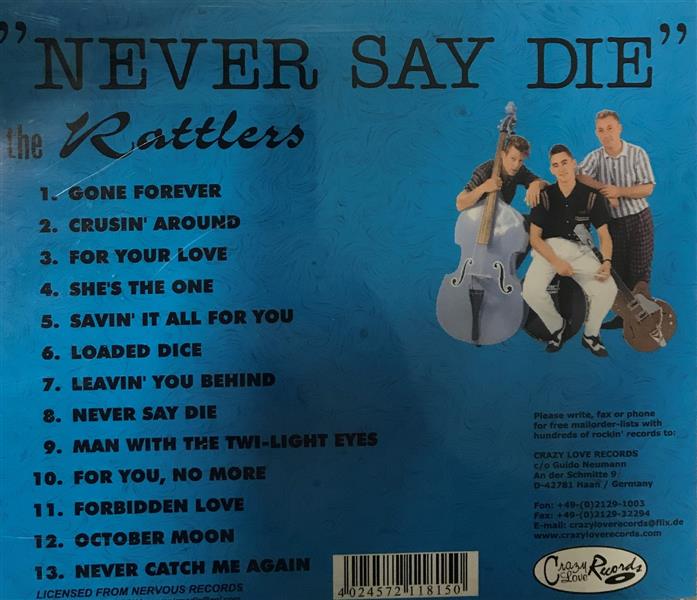 "NEVER SAY DIE"
the Rattlers
1. GONE FOREVER
2. CRUSIN' AROUND
3. FOR YOUR LOVE
4. SHE'S THE ONE
5. SAVIN' IT ALL FOR YOU
6. LOADED DICE
7. LEAVIN' YOU BEHIND
8. NEVER SAY DIE
9. MAN WITH THE TWI-LIGHT EYES
10. FOR YOU, NO MORE
11. FORBIDDEN LOVE
12. OCTOBER MOON
13. NEVER CATCH ME AGAIN
LICENSED FROM NERVOUS RECORDS
4 024572 118150
Please write, fax or phone
for free mailorder-lists with
hundreds of rockin' records to:
CRAZY LOVE RECORDS
c/o Guido Neumann
An der Schmitte 9
D-42781 Haan / Germany
Fon: +49-(0)2129-1003
Fax: +49-(0)2129-32294
E-mail: crazyloverecords@flix.de
www.crazyloverecords.com
Crazy Love Records